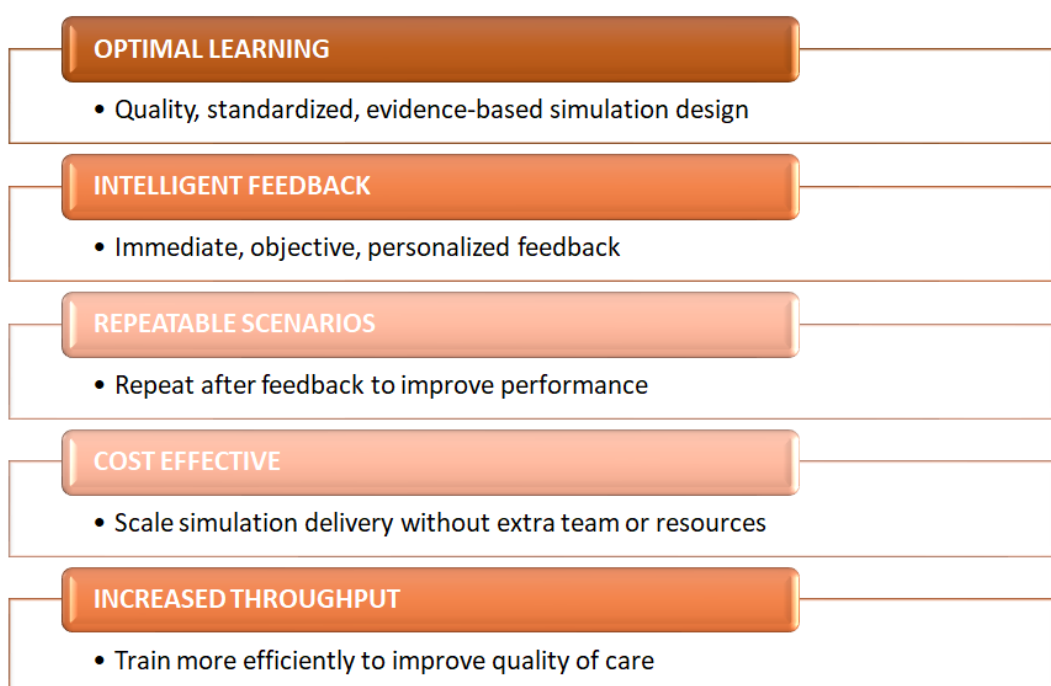 OPTIMAL LEARNING
• Quality, standardized, evidence-based simulation design
INTELLIGENT FEEDBACK
• Immediate, objective, personalized feedback
REPEATABLE SCENARIOS
• Repeat after feedback to improve performance
COST EFFECTIVE
• Scale simulation delivery without extra team or resources
INCREASED THROUGHPUT
• Train more efficiently to improve quality of care